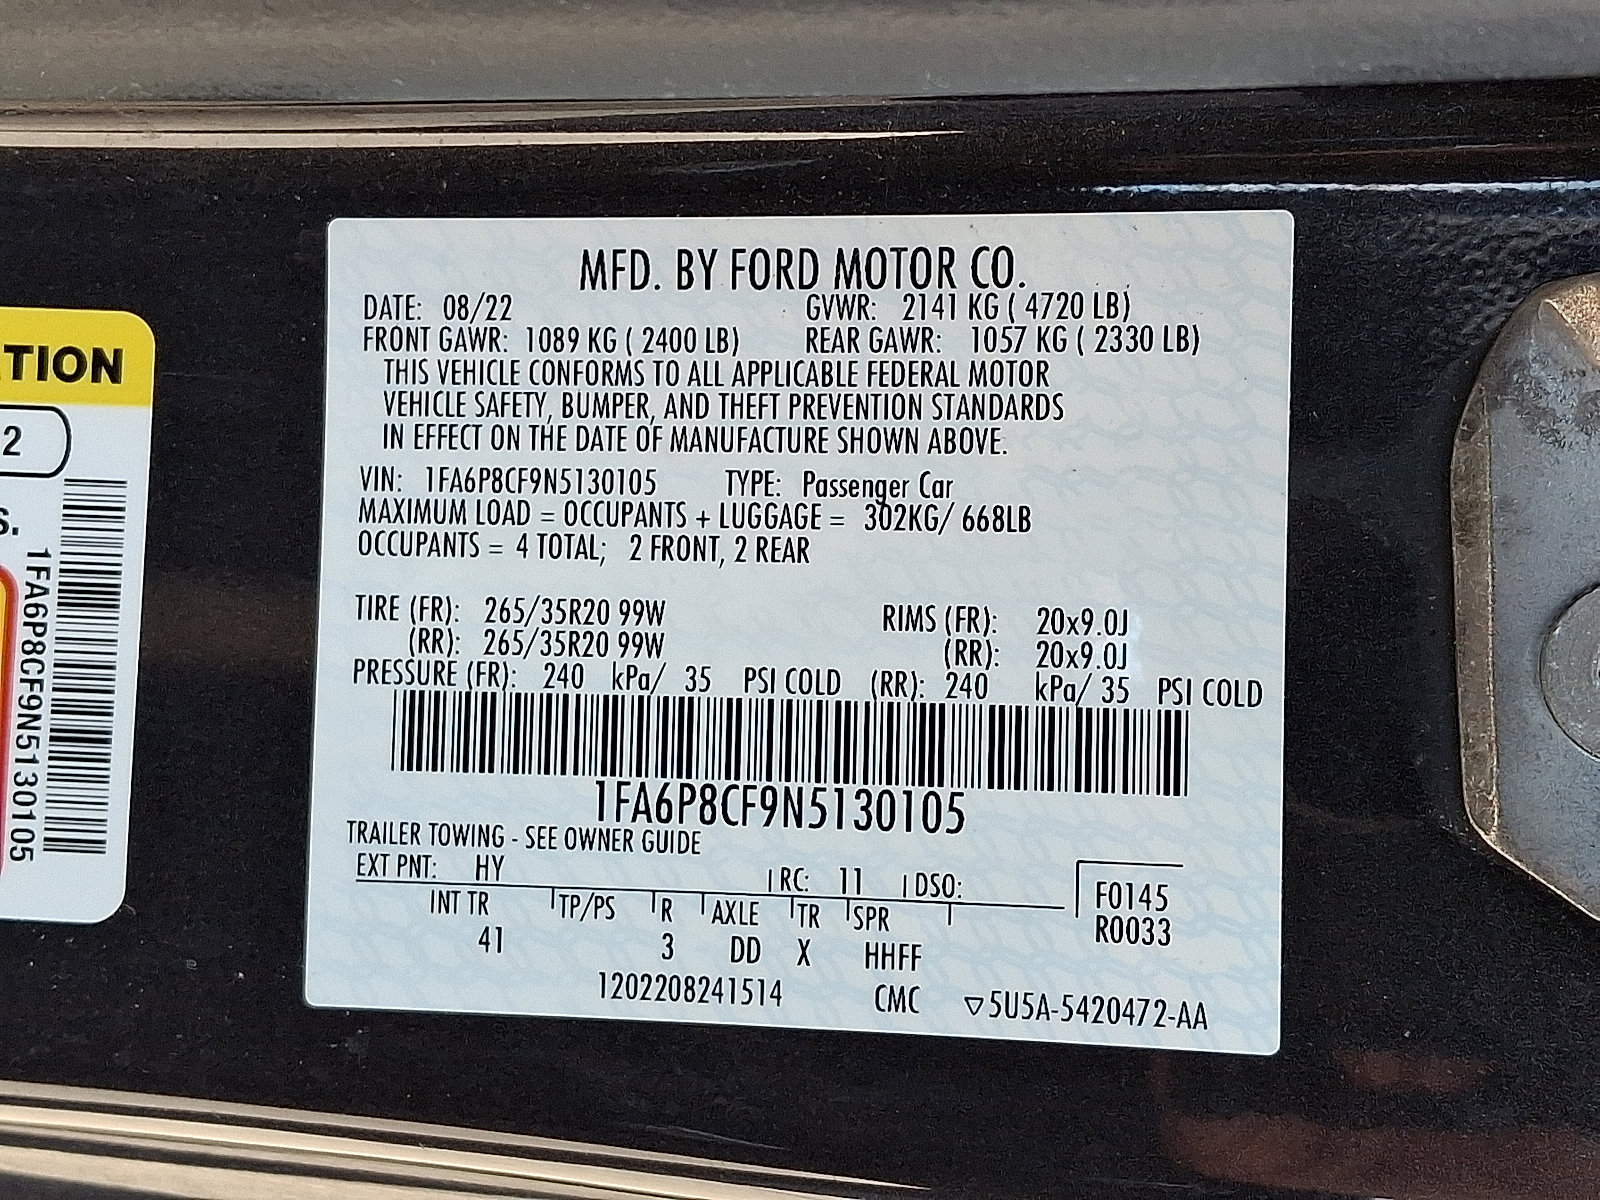 MFD. BY FORD MOTOR CO.
DATE: 08/22 GVWR: 2141 KG ( 4720 LB)
FRONT GAWR: 1089 KG ( 2400 LB) REAR GAWR: 1057 KG ( 2330 LB)
THIS VEHICLE CONFORMS TO ALL APPLICABLE FEDERAL MOTOR
VEHICLE SAFETY, BUMPER, AND THEFT PREVENTION STANDARDS
IN EFFECT ON THE DATE OF MANUFACTURE SHOWN ABOVE.
VIN: 1FA6P8CF9N5130105 TYPE: Passenger Car
MAXIMUM LOAD = OCCUPANTS + LUGGAGE = 302KG/ 668LB
OCCUPANTS = 4 TOTAL; 2 FRONT, 2 REAR
TIRE (FR): 265/35R20 99W RIMS (FR): 20x9.0J
(RR): 265/35R20 99W (RR): 20x9.0J
PRESSURE (FR): 240 kPa/ 35 PSI COLD (RR): 240 kPa/ 35 PSI COLD
1FA6P8CF9N5130105
TRAILER TOWING - SEE OWNER GUIDE
EXT PNT: HY RC: 11 DSO:
F0145
R0033
INT TR TP/PS R AXLE TR SPR
41 3 DD X HHFF
1202208241514 CMC ▽5U5A-5420472-AA
TION
2
S.
1FA6P8CF9N5130105